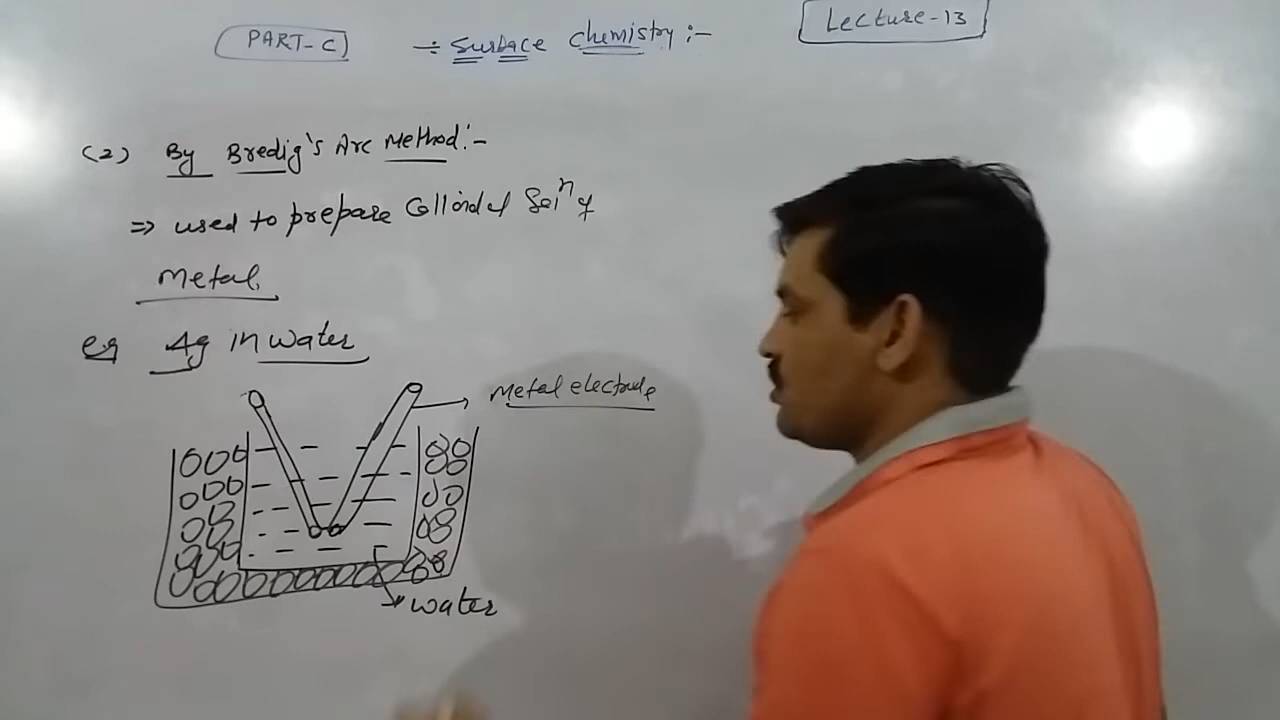 PART-C
÷ Surface chemistry :-
Lecture-13
(2) By Bredig's Arc Method:-
⇒ used to prepare Colloidal Solⁿ of
Metal.
eg Ag in water
Metal electrode
water